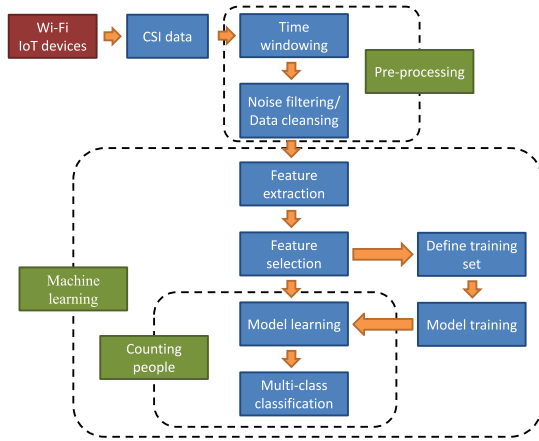 Wi-Fi
IoT devices
CSI data
Time
windowing
Pre-processing
Noise filtering/
Data cleansing
Feature
extraction
Feature
selection
Define training
set
Machine
learning
Model learning
Model training
Counting
people
Multi-class
classification